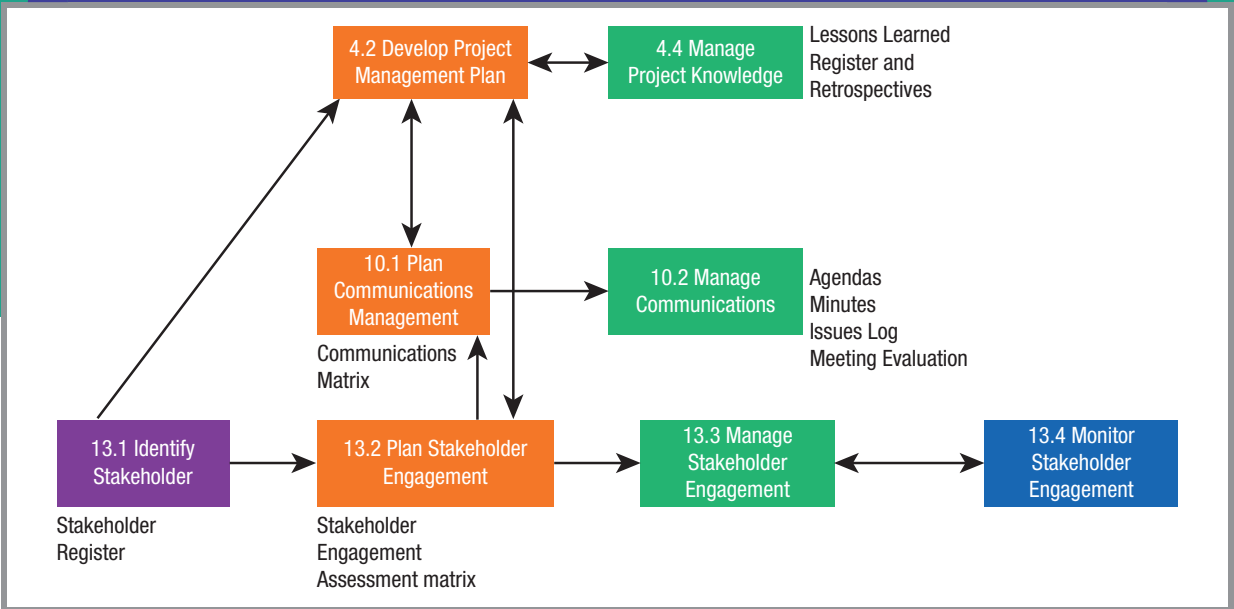 4.2 Develop Project
Management Plan
4.4 Manage
Project Knowledge
Lessons Learned
Register and
Retrospectives
10.1 Plan
Communications
Management
10.2 Manage
Communications
Agendas
Minutes
Issues Log
Meeting Evaluation
Communications
Matrix
13.1 Identify
Stakeholder
13.2 Plan Stakeholder
Engagement
13.3 Manage
Stakeholder
Engagement
13.4 Monitor
Stakeholder
Engagement
Stakeholder
Register
Stakeholder
Engagement
Assessment matrix